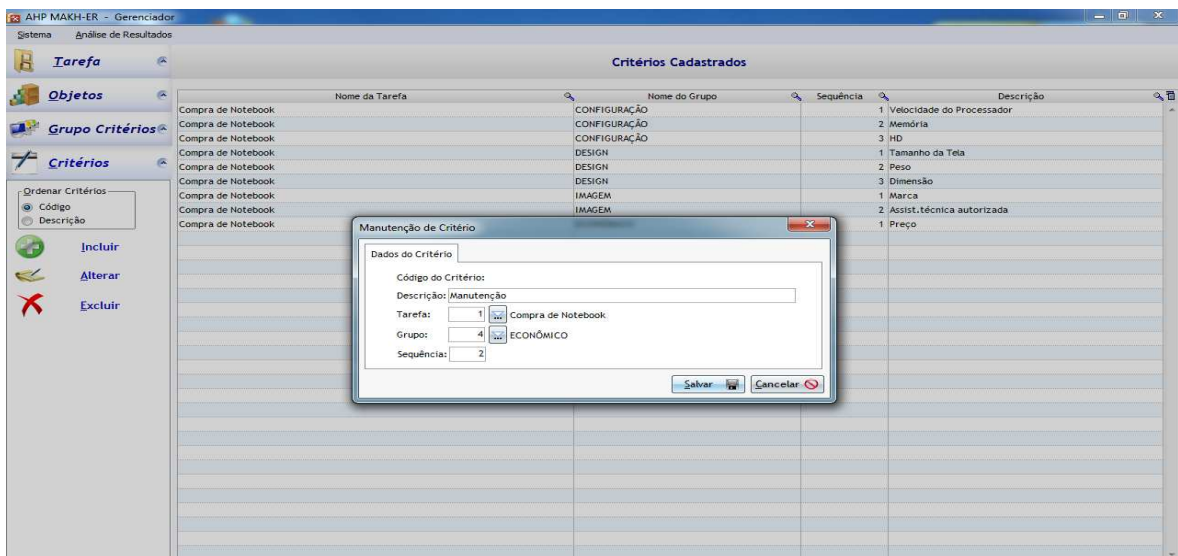 AHP MAKH-ER - Gerenciador
Sistema Análise de Resultados
Tarefa
Objetos
Grupo Critérios
Critérios
Ordenar Critérios
Código
Descrição
Incluir
Alterar
Excluir
Critérios Cadastrados
Nome da Tarefa Nome do Grupo Sequência Descrição
Compra de Notebook CONFIGURAÇÃO 1 Velocidade do Processador
Compra de Notebook CONFIGURAÇÃO 2 Memória
Compra de Notebook CONFIGURAÇÃO 3 HD
Compra de Notebook DESIGN 1 Tamanho da Tela
Compra de Notebook DESIGN 2 Peso
Compra de Notebook DESIGN 3 Dimensão
Compra de Notebook IMAGEM 1 Marca
Compra de Notebook IMAGEM 2 Assist.técnica autorizada
Compra de Notebook 1 Preço
Manutenção de Critério
Dados do Critério
Código do Critério:
Descrição: Manutenção
Tarefa: 1 ... Compra de Notebook
Grupo: 4 ... ECONÔMICO
Sequência: 2
Salvar Cancelar